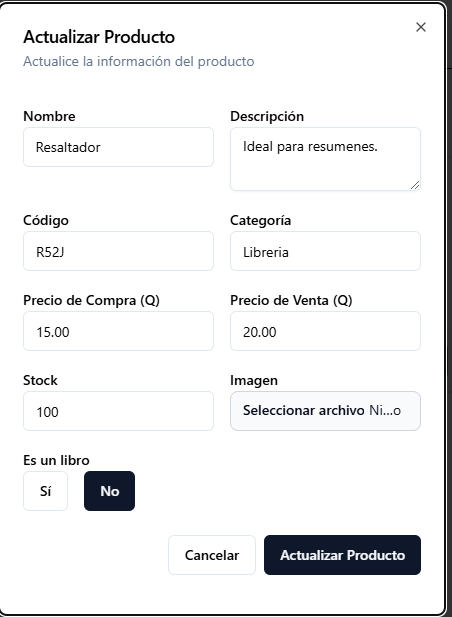 Actualizar Producto
Actualice la información del producto
Nombre
Descripción
Resaltador
Ideal para resumenes.
Código
Categoría
R52J
Libreria
Precio de Compra (Q)
Precio de Venta (Q)
15.00
20.00
Stock
Imagen
100
Seleccionar archivo Ni...o
Es un libro
Sí
No
Cancelar
Actualizar Producto